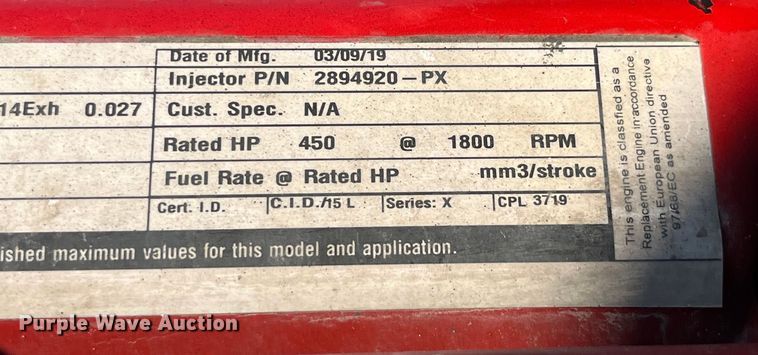 Date of Mfg. 03/09/19
Injector P/N 2894920-PX
14Exh 0.027 Cust. Spec. N/A
Rated HP 450 @ 1800 RPM
Fuel Rate @ Rated HP mm3/stroke
Cert. I.D. C.I.D./15 L Series: X CPL 3719
ished maximum values for this model and application.
This engine is classfied as a
Replacement Engine in accordance
with European Union directive
97/68/EC as amended
Purple Wave Auction